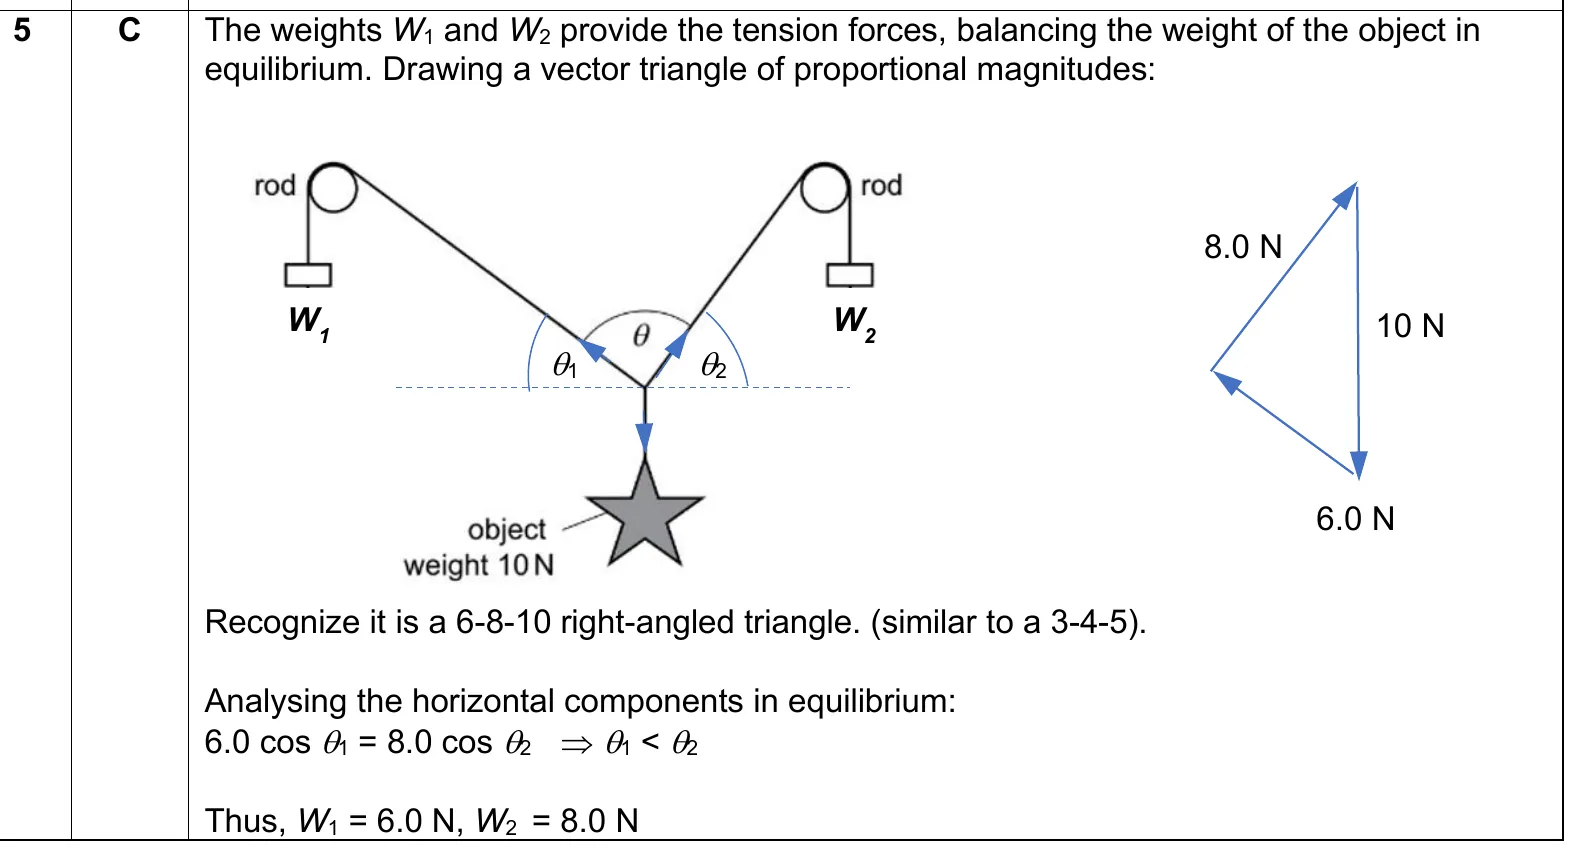 5 C The weights W1 and W2 provide the tension forces, balancing the weight of the object in
equilibrium. Drawing a vector triangle of proportional magnitudes:
rod
rod
8.0 N
W1
W2
10 N
θ
θ1
θ2
6.0 N
object
weight 10 N
Recognize it is a 6-8-10 right-angled triangle. (similar to a 3-4-5).
Analysing the horizontal components in equilibrium:
6.0 cos θ1 = 8.0 cos θ2 ⇒ θ1 < θ2
Thus, W1 = 6.0 N, W2 = 8.0 N